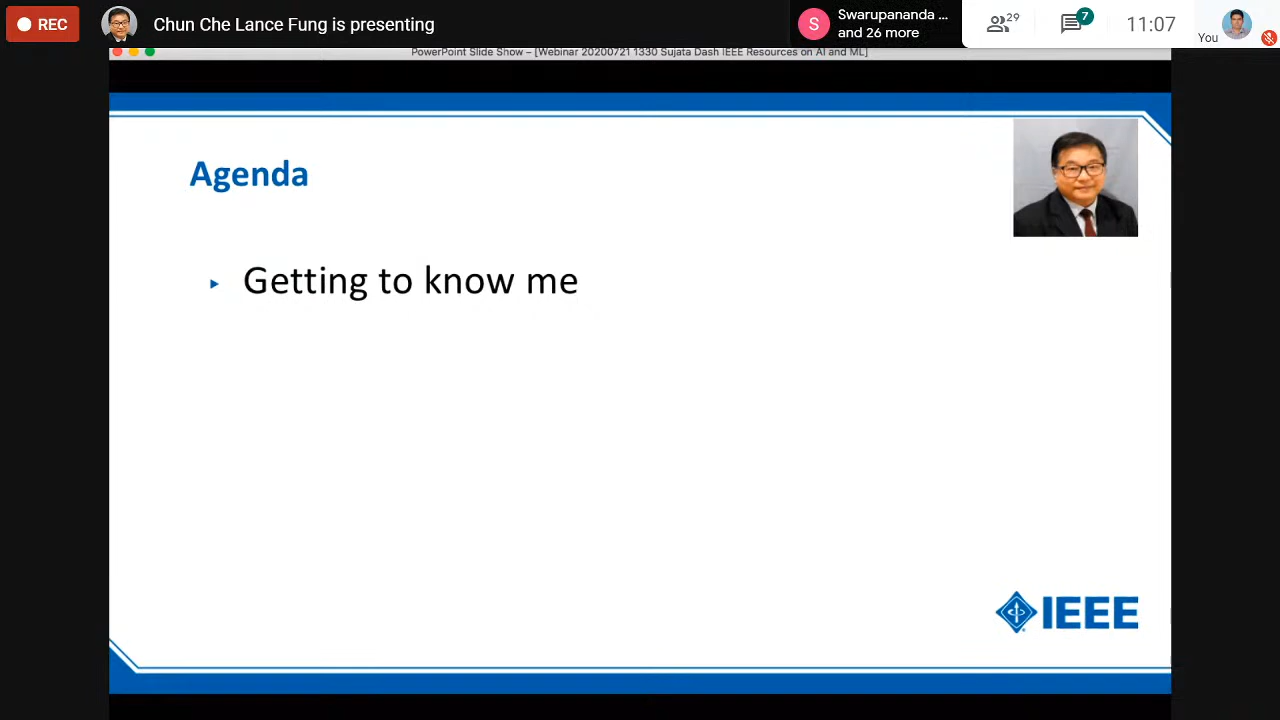 REC
Chun Che Lance Fung is presenting
S
Swarupananda ...
and 26 more
29
7
11:07
You
PowerPoint Slide Show - [Webinar 20200721 1330 Sujata Dash IEEE Resources on AI and ML]
Agenda
▸ Getting to know me
IEEE